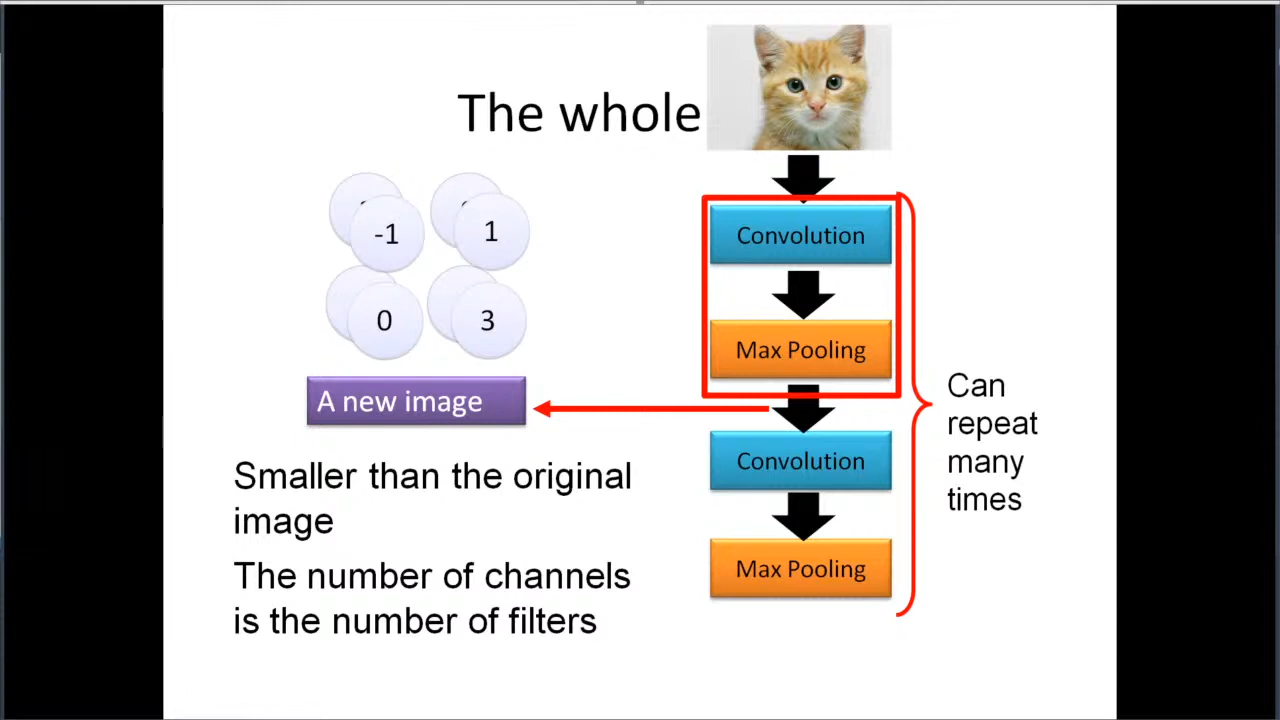 The whole
-1
1
0
3
A new image
Smaller than the original
image
The number of channels
is the number of filters
Convolution
Max Pooling
Convolution
Max Pooling
Can
repeat
many
times